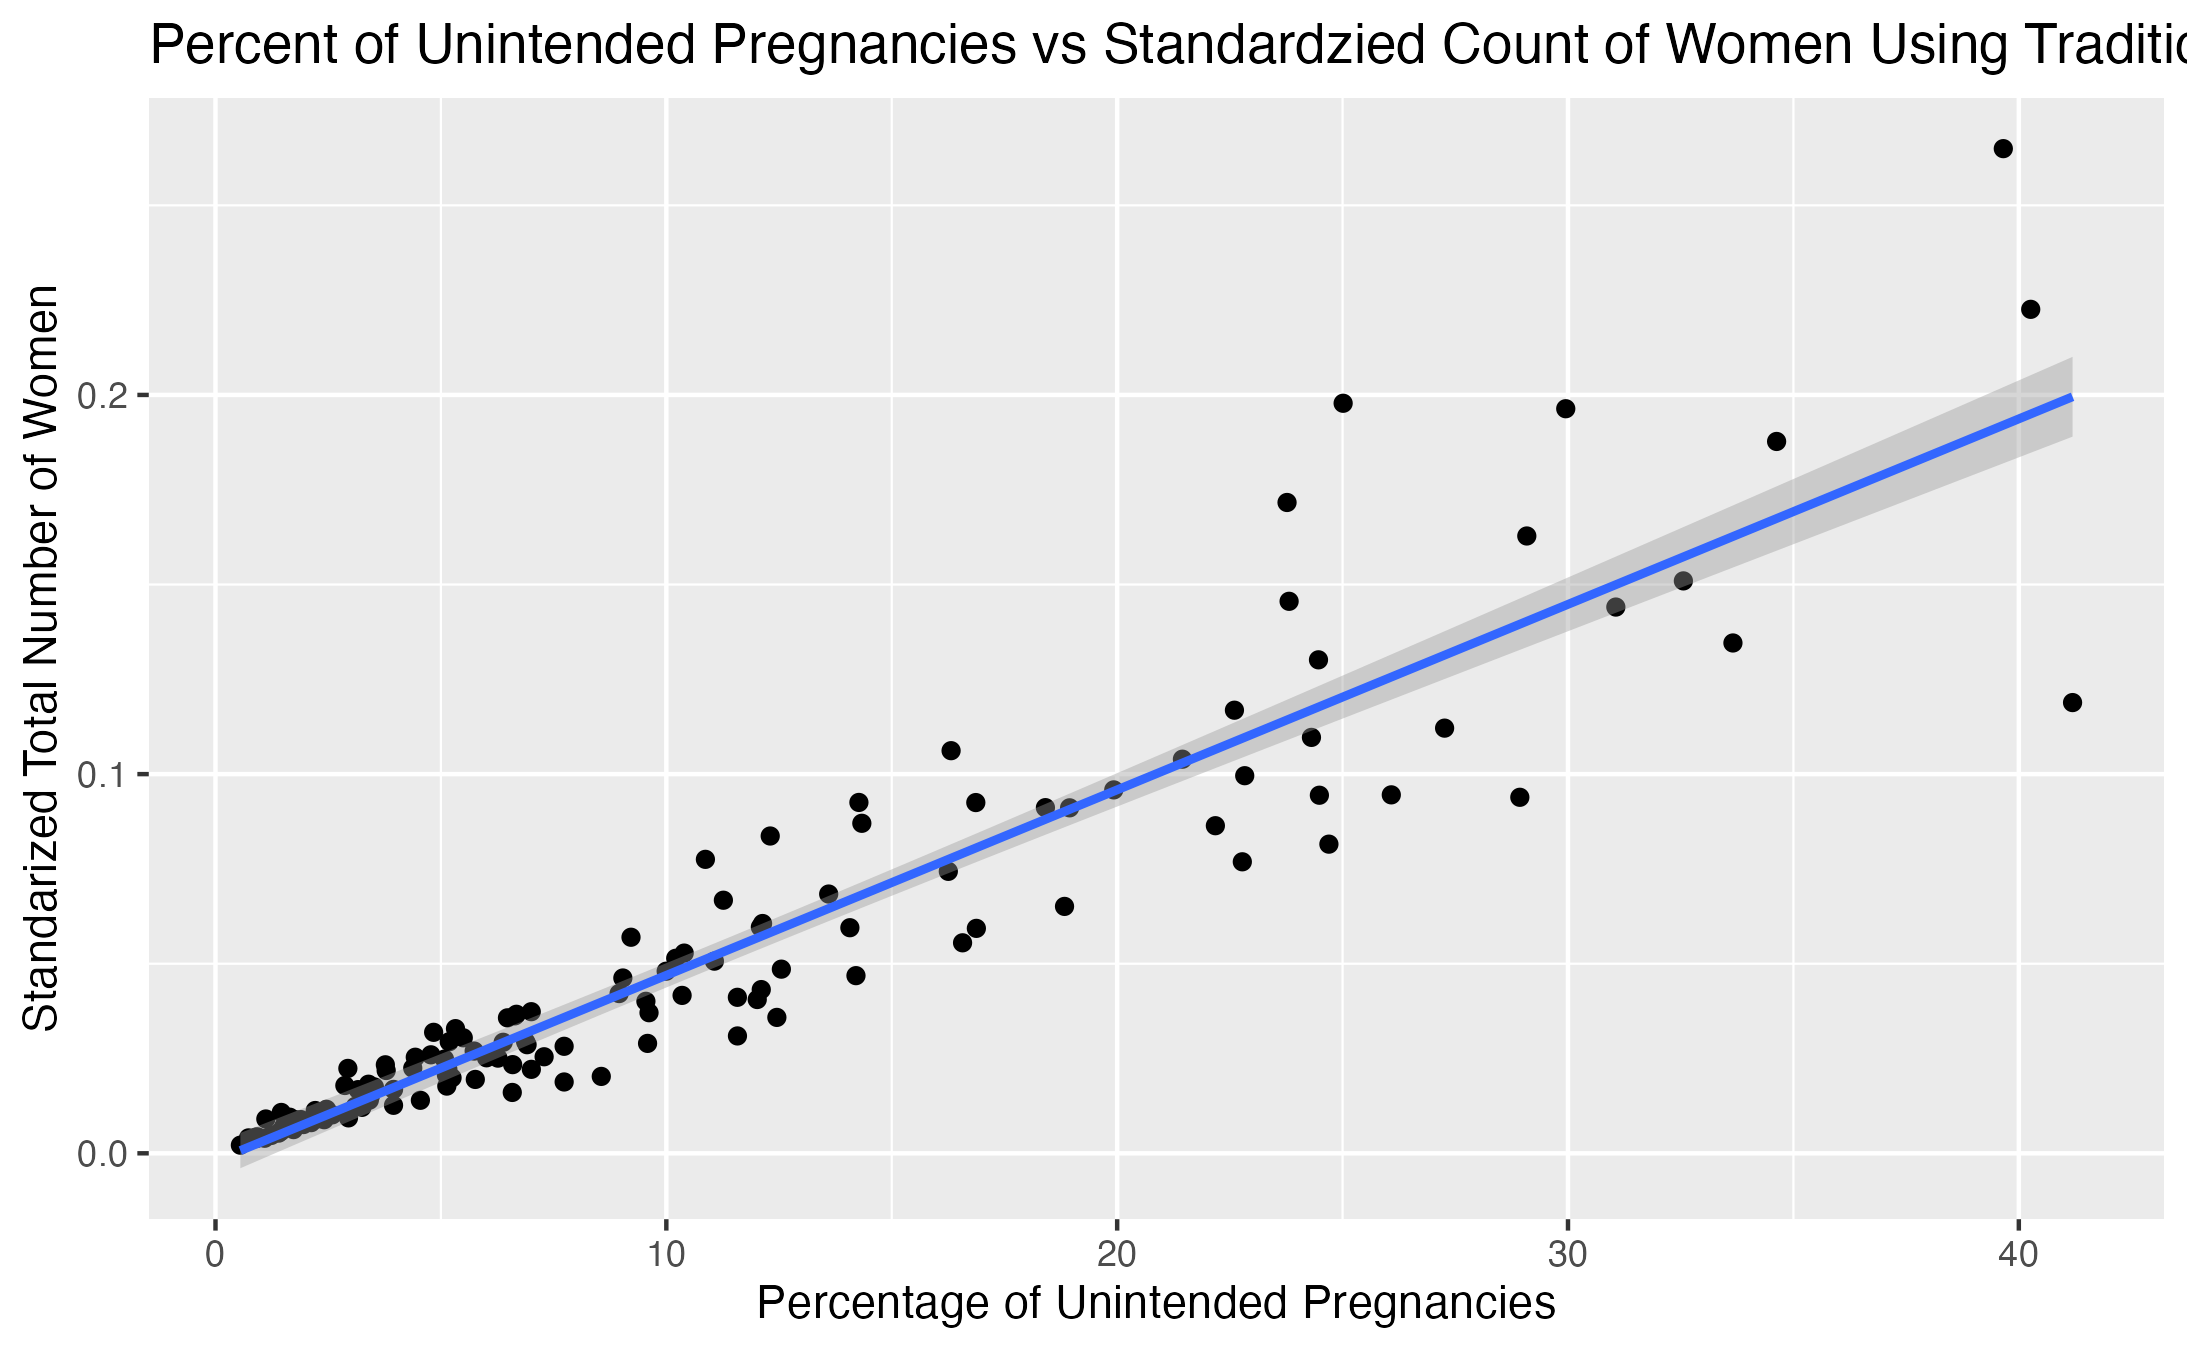 Percent of Unintended Pregnancies vs Standardzied Count of Women Using
Standarized Total Number of Women
0.2
0.1
0.0
0 10 20 30 40
Percentage of Unintended Pregnancies